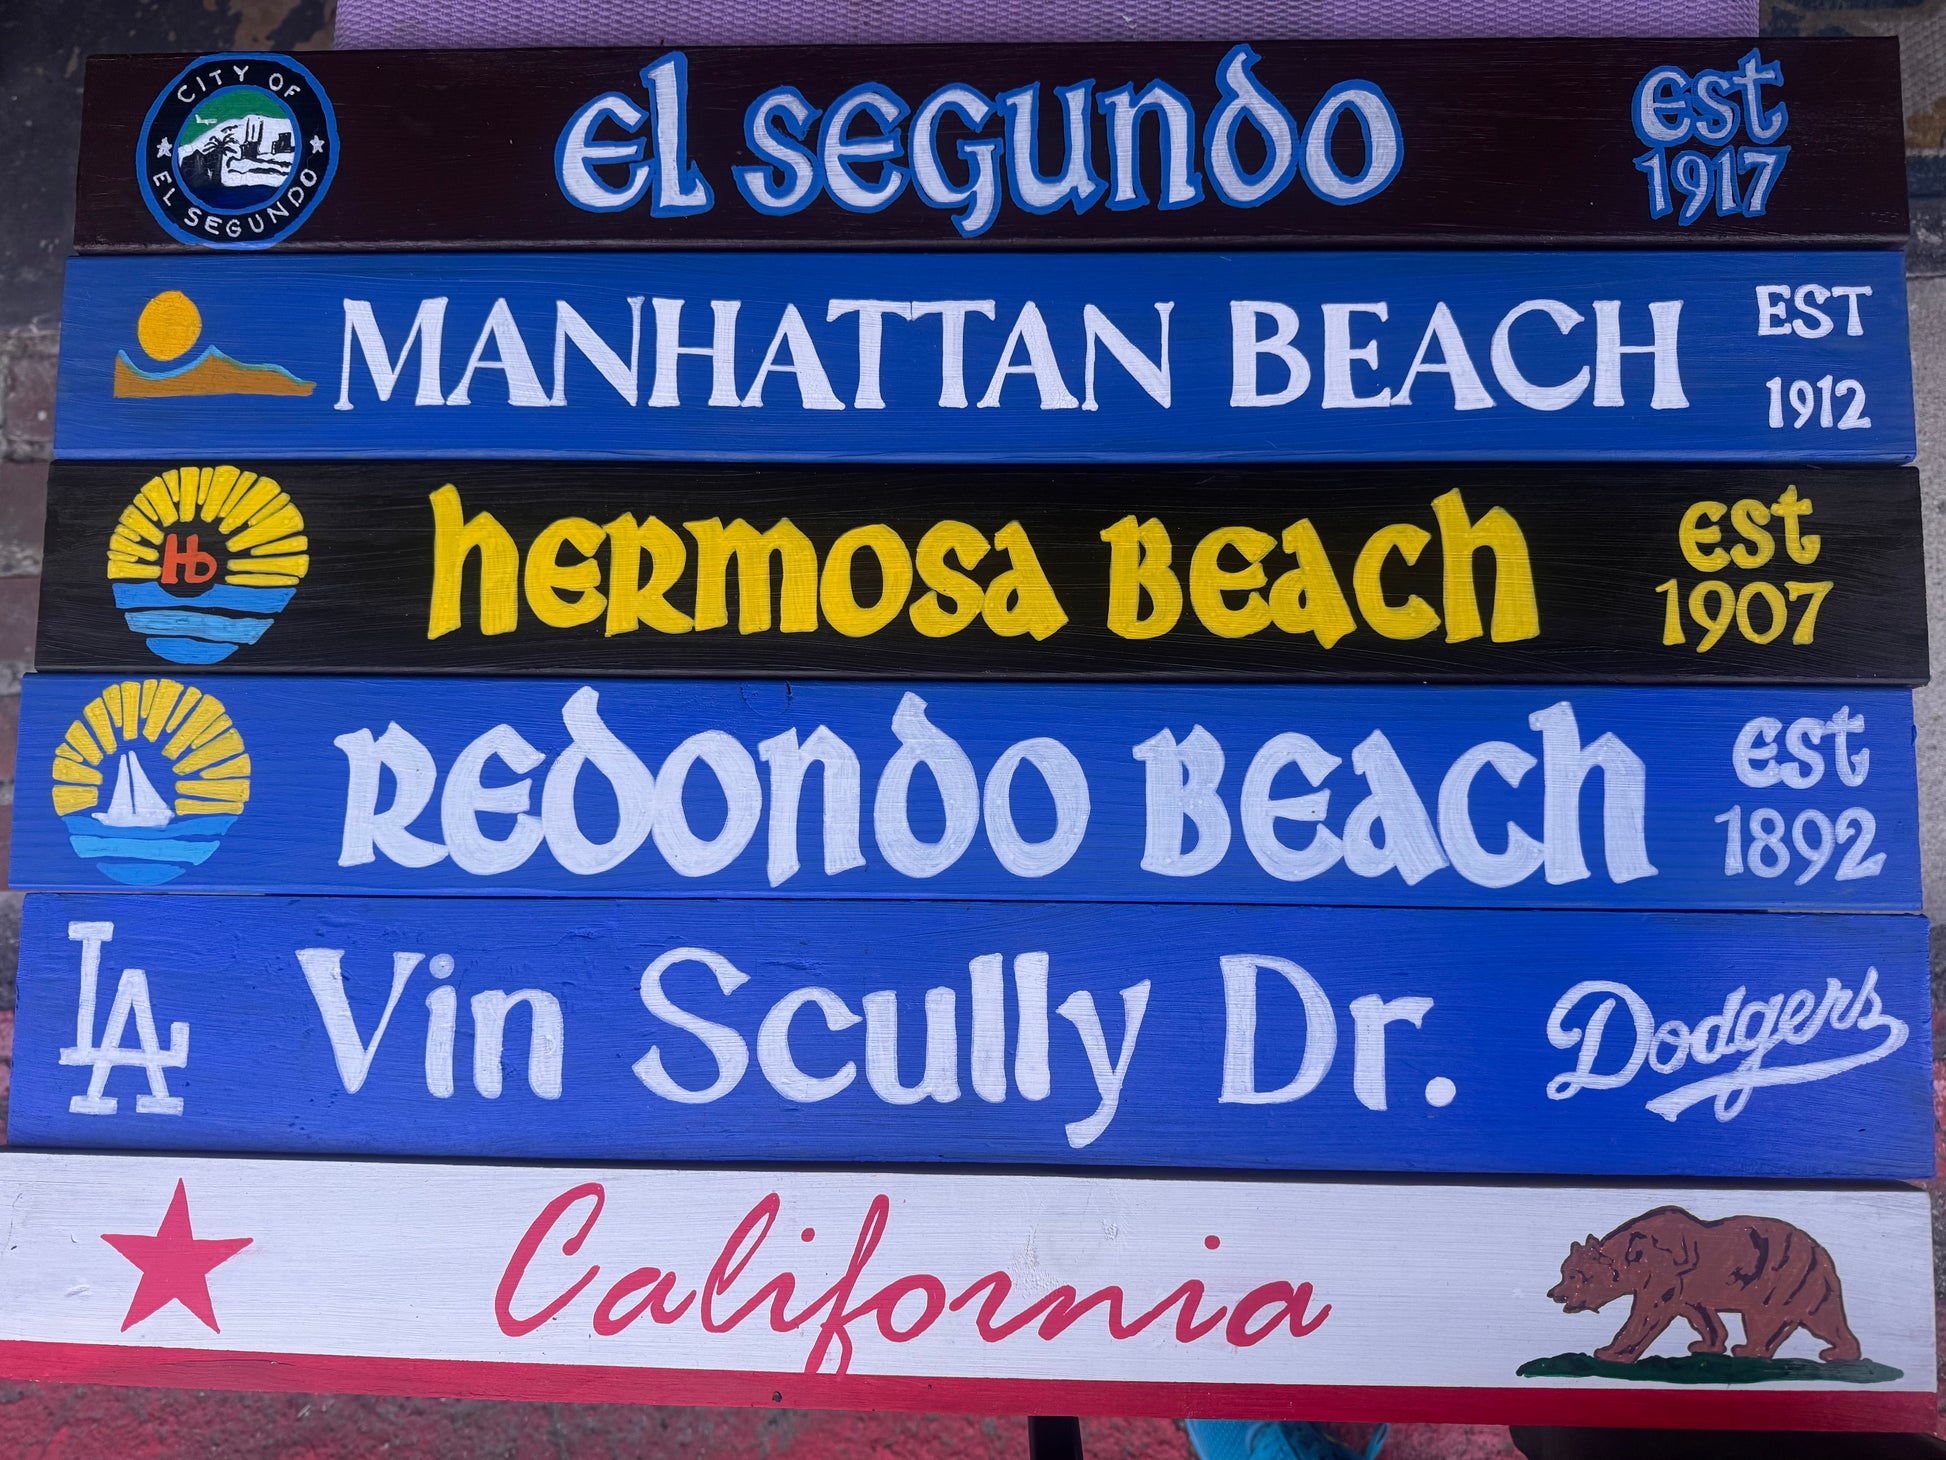 CITY OF
EL SEGUNDO
el segundo
est
1917
MANHATTAN BEACH
EST
1912
Hb
hermosa beach
est
1907
Redondo Beach
est
1892
LA
Vin Scully Dr.
Dodgers
California